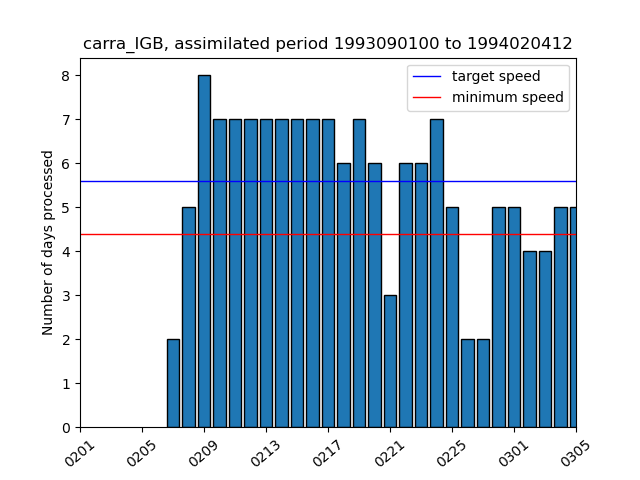 carra_IGB, assimilated period 1993090100 to 1994020412
target speed
minimum speed
Number of days processed
8
7
6
5
4
3
2
1
0
0201 0205 0209 0213 0217 0221 0225 0301 0305